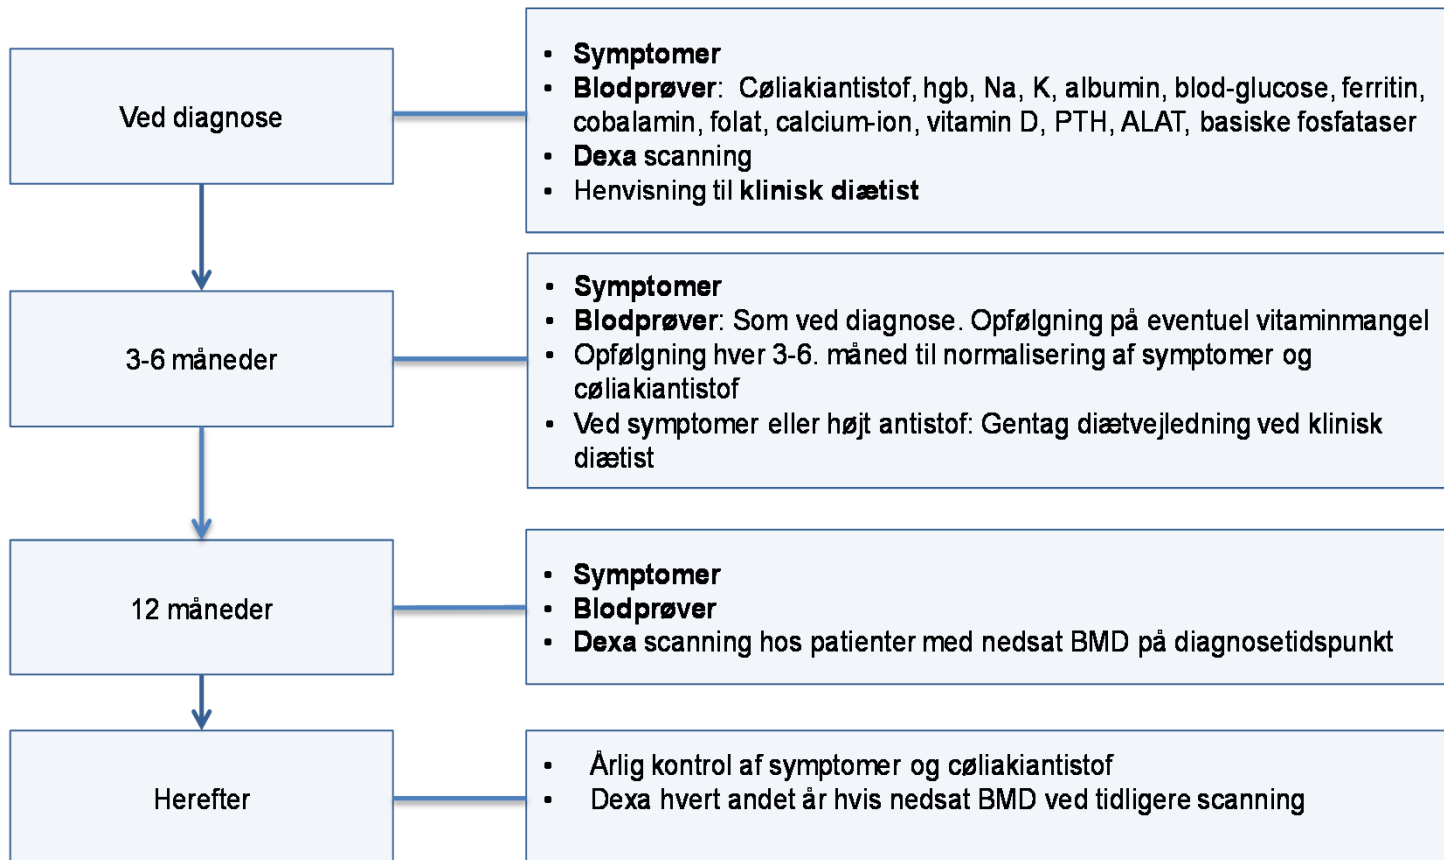 Ved diagnose
▪ Symptomer
▪ Blodprøver: Cøliakiantistof, hgb, Na, K, albumin, blod-glucose, ferritin,
cobalamin, folat, calcium-ion, vitamin D, PTH, ALAT, basiske fosfataser
▪ Dexa scanning
▪ Henvisning til klinisk diætist
3-6 måneder
▪ Symptomer
▪ Blodprøver: Som ved diagnose. Opfølgning på eventuel vitaminmangel
▪ Opfølgning hver 3-6. måned til normalisering af symptomer og
cøliakiantistof
▪ Ved symptomer eller højt antistof: Gentag diætvejledning ved klinisk
diætist
12 måneder
▪ Symptomer
▪ Blodprøver
▪ Dexa scanning hos patienter med nedsat BMD på diagnosetidspunkt
Herefter
▪ Årlig kontrol af symptomer og cøliakiantistof
▪ Dexa hvert andet år hvis nedsat BMD ved tidligere scanning